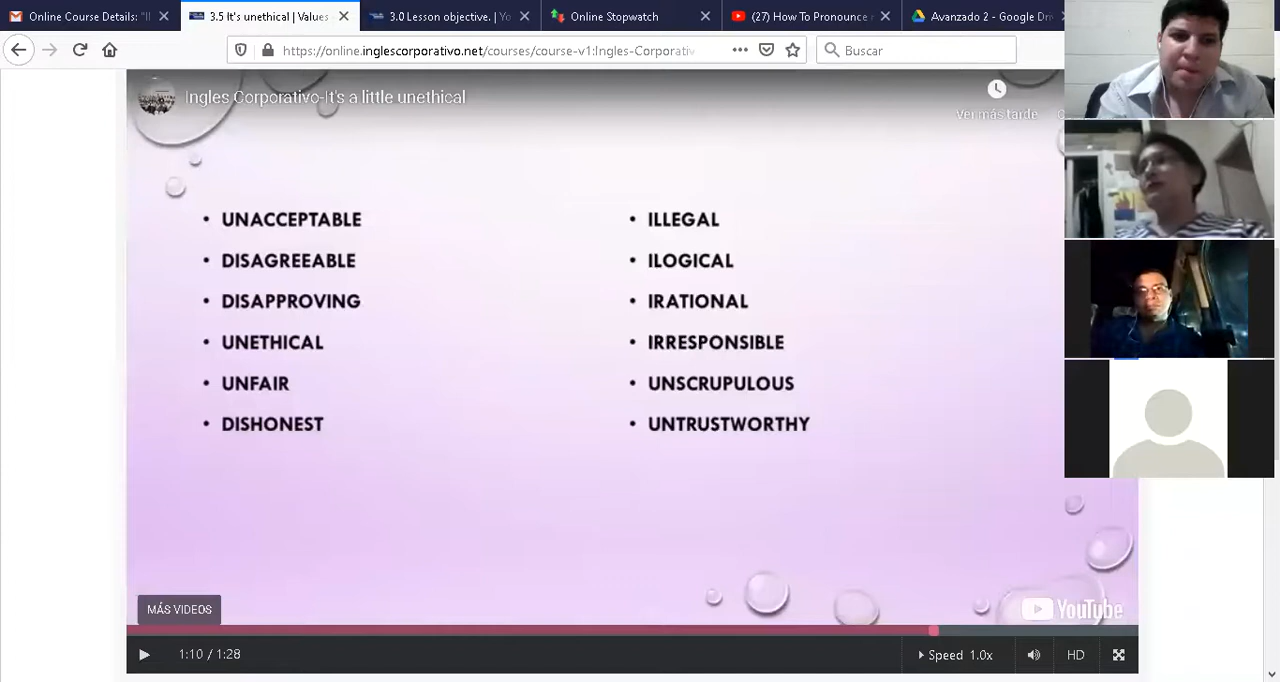 Online Course Details: "I
3.5 It's unethical | Values
3.0 Lesson objective. | Yo
Online Stopwatch
(27) How To Pronounce
Avanzado 2 - Google Dri
https://online.inglescorporativo.net/courses/course-v1:Ingles-Corporativ
Buscar
Ingles Corporativo-It's a little unethical
Ver más tarde
• UNACCEPTABLE
• DISAGREEABLE
• DISAPPROVING
• UNETHICAL
• UNFAIR
• DISHONEST
• ILLEGAL
• ILOGICAL
• IRATIONAL
• IRRESPONSIBLE
• UNSCRUPULOUS
• UNTRUSTWORTHY
MÁS VIDEOS
YouTube
1:10 / 1:28
Speed 1.0x
HD